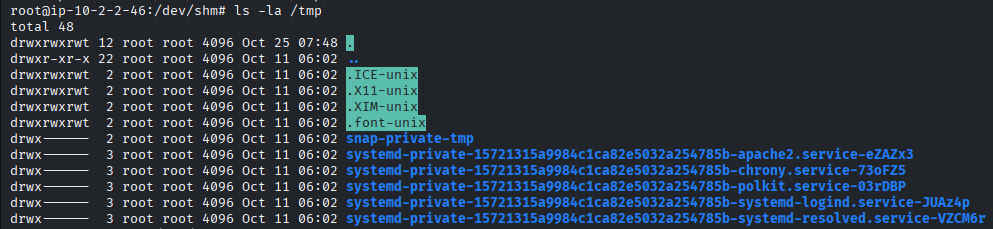 root@ip-10-2-2-46:/dev/shm# ls -la /tmp
total 48
drwxrwxrwt 12 root root 4096 Oct 25 07:48 .
drwxr-xr-x 22 root root 4096 Oct 11 06:02 ..
drwxrwxrwt  2 root root 4096 Oct 11 06:02 .ICE-unix
drwxrwxrwt  2 root root 4096 Oct 11 06:02 .X11-unix
drwxrwxrwt  2 root root 4096 Oct 11 06:02 .XIM-unix
drwxrwxrwt  2 root root 4096 Oct 11 06:02 .font-unix
drwx------  2 root root 4096 Oct 11 06:02 snap-private-tmp
drwx------  3 root root 4096 Oct 11 06:02 systemd-private-15721315a9984c1ca82e5032a254785b-apache2.service-eZAZx3
drwx------  3 root root 4096 Oct 11 06:02 systemd-private-15721315a9984c1ca82e5032a254785b-chrony.service-73oFZ5
drwx------  3 root root 4096 Oct 11 06:02 systemd-private-15721315a9984c1ca82e5032a254785b-polkit.service-03rDBP
drwx------  3 root root 4096 Oct 11 06:02 systemd-private-15721315a9984c1ca82e5032a254785b-systemd-logind.service-JUAz4p
drwx------  3 root root 4096 Oct 11 06:02 systemd-private-15721315a9984c1ca82e5032a254785b-systemd-resolved.service-VZCM6r